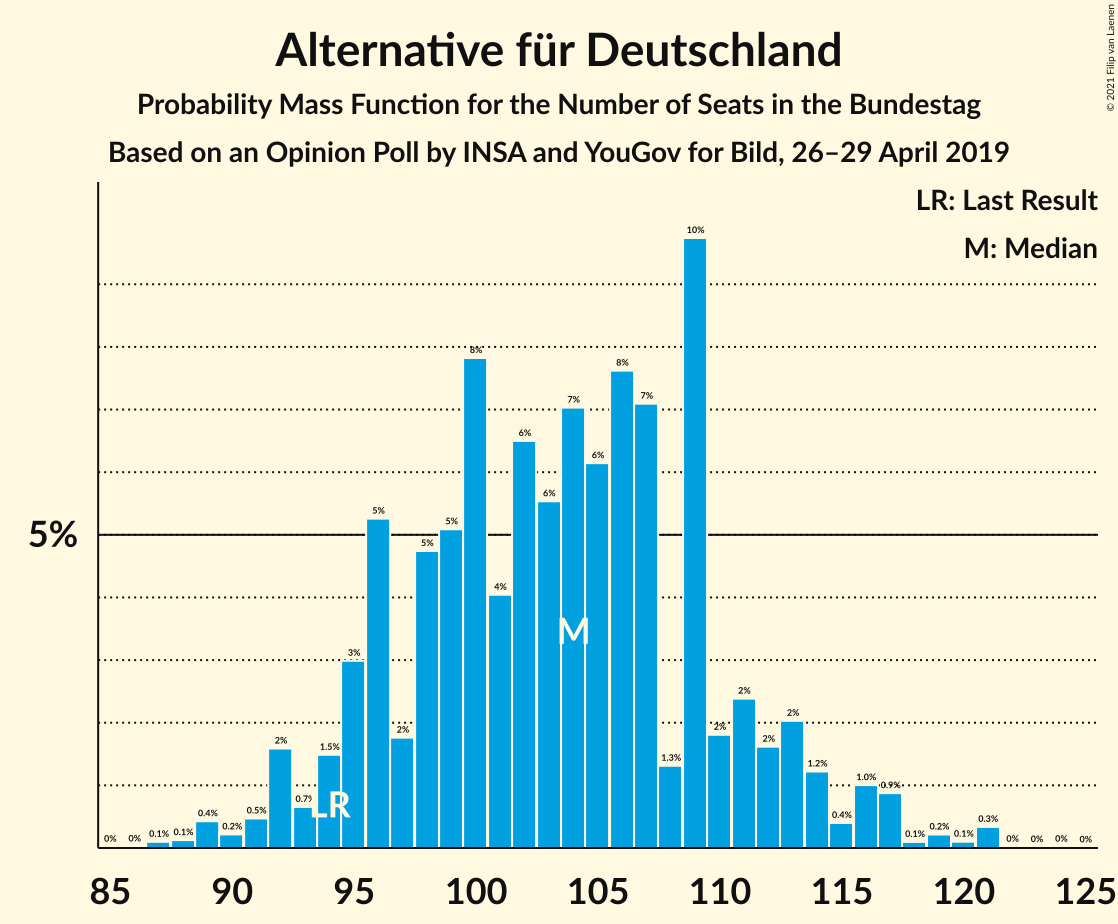 Alternative für Deutschland
Probability Mass Function for the Number of Seats in the Bundestag
Based on an Opinion Poll by INSA and YouGov for Bild, 26–29 April 2019
© 2021 Filip van Laenen
LR: Last Result
M: Median
5%
0% 0% 0.1% 0.1% 0.4% 0.2% 0.5% 2% 0.7% 1.5% 3% 5% 2% 5% 5% 8% 4% 6% 6% 7% 6% 8% 7% 1.3% 10% 2% 2% 2% 2% 1.2% 0.4% 1.0% 0.9% 0.1% 0.2% 0.1% 0.3% 0% 0% 0% 0%
M
LR
85 90 95 100 105 110 115 120 125